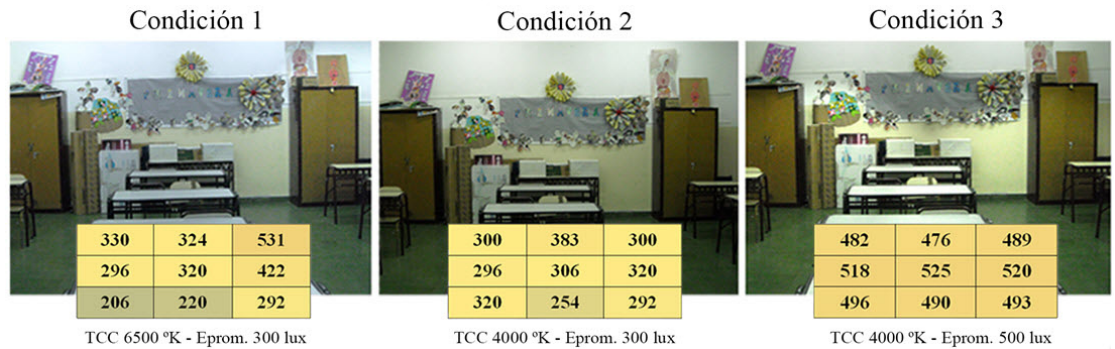 Condición 1
Condición 2
Condición 3
330 324 531
296 320 422
206 220 292
300 383 300
296 306 320
320 254 292
482 476 489
518 525 520
496 490 493
TCC 6500 ºK - Eprom. 300 lux
TCC 4000 ºK - Eprom. 300 lux
TCC 4000 ºK - Eprom. 500 lux